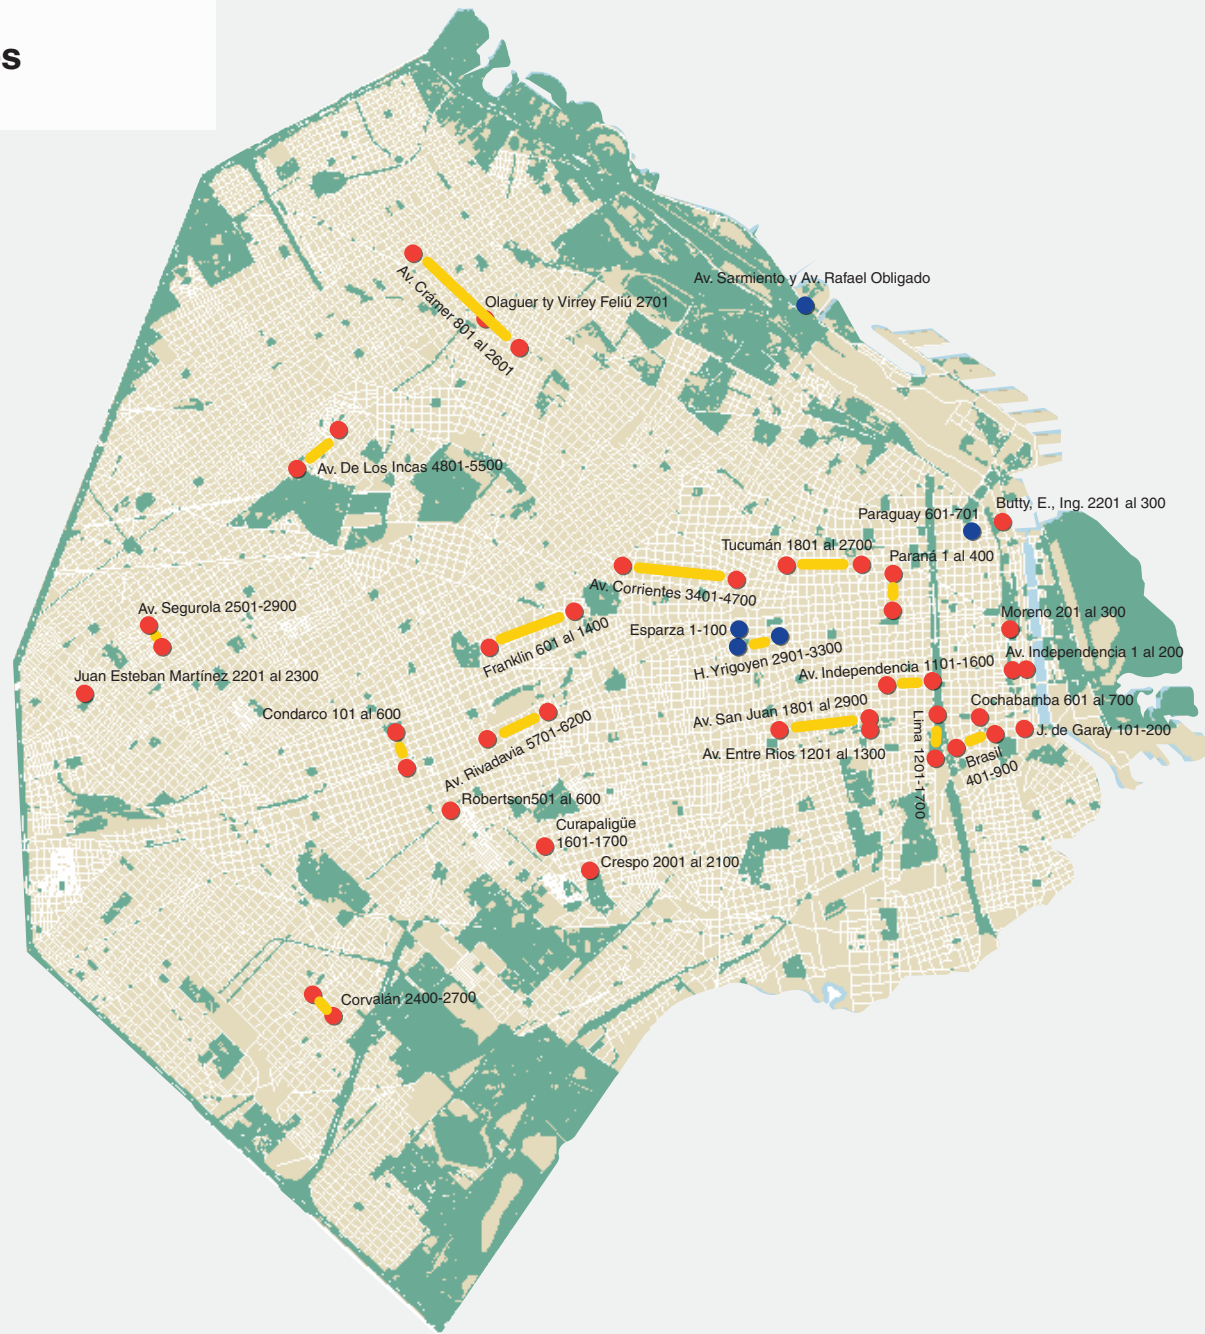 s
Av. Sarmiento y Av. Rafael Obligado
Av. Crámer 801 al 2601
Olaguer ty Virrey Feliú 2701
Av. De Los Incas 4801-5500
Butty, E., Ing. 2201 al 300
Paraguay 601-701
Tucumán 1801 al 2700
Paraná 1 al 400
Av. Corrientes 3401-4700
Av. Segurola 2501-2900
Moreno 201 al 300
Franklin 601 al 1400
Esparza 1-100
H. Yrigoyen 2901-3300
Av. Independencia 1 al 200
Av. Independencia 1101-1600
Juan Esteban Martínez 2201 al 2300
Cochabamba 601 al 700
Condarco 101 al 600
Av. San Juan 1801 al 2900
Lima 1201-1700
J. de Garay 101-200
Av. Rivadavia 5701-6200
Av. Entre Rios 1201 al 1300
Brasil
401-900
Robertson501 al 600
Curapaligüe
1601-1700
Crespo 2001 al 2100
Corvalán 2400-2700